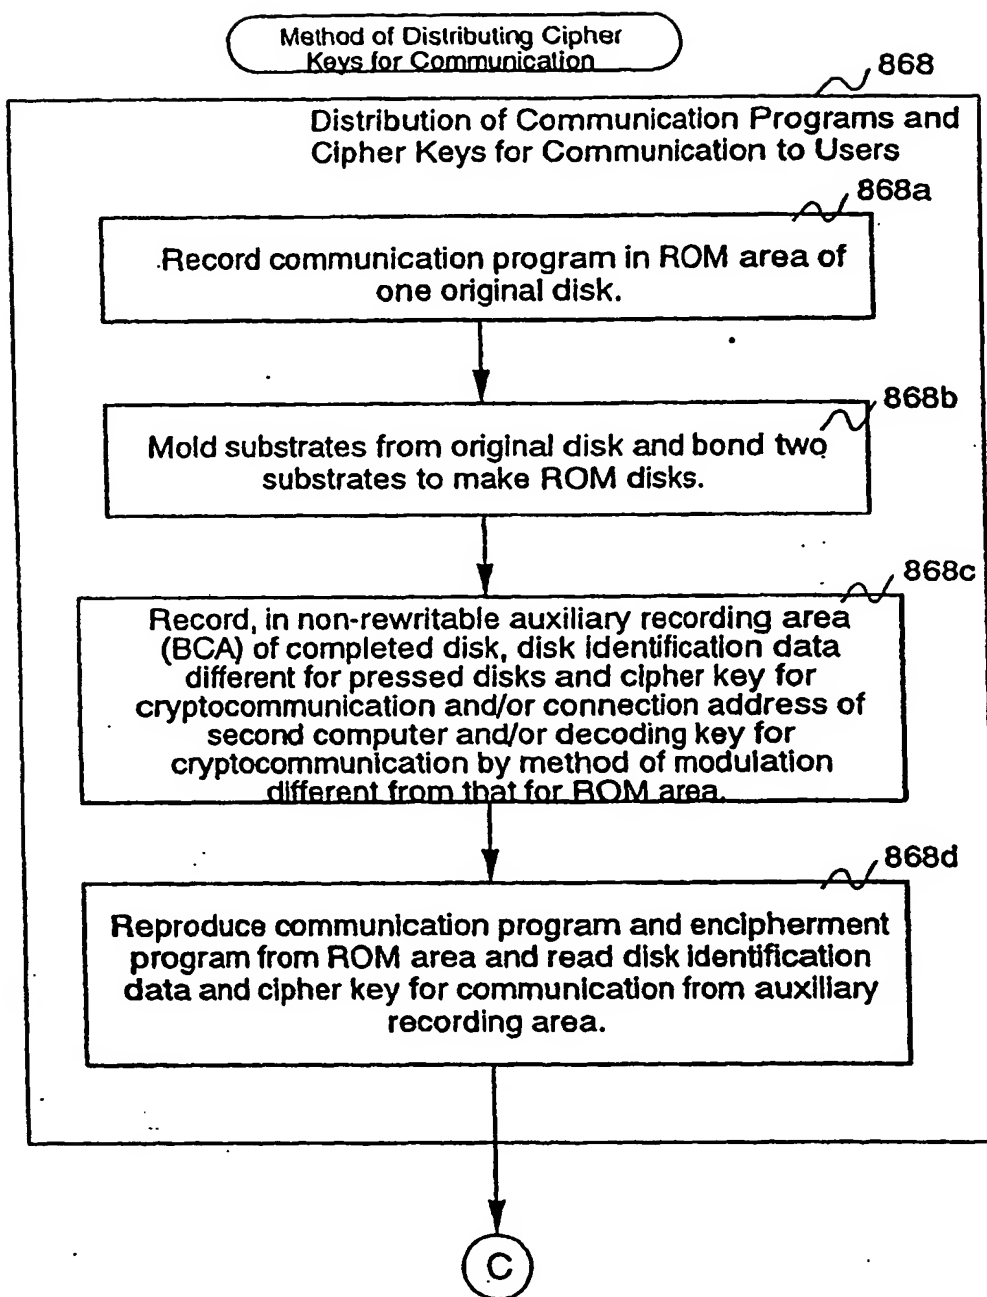 Method of Distributing Cipher
Keys for Communication
868
Distribution of Communication Programs and
Cipher Keys for Communication to Users
868a
Record communication program in ROM area of
one original disk.
868b
Mold substrates from original disk and bond two
substrates to make ROM disks.
868c
Record, in non-rewritable auxiliary recording area
(BCA) of completed disk, disk identification data
different for pressed disks and cipher key for
cryptocommunication and/or connection address of
second computer and/or decoding key for
cryptocommunication by method of modulation
different from that for ROM area.
868d
Reproduce communication program and encipherment
program from ROM area and read disk identification
data and cipher key for communication from auxiliary
recording area.
C